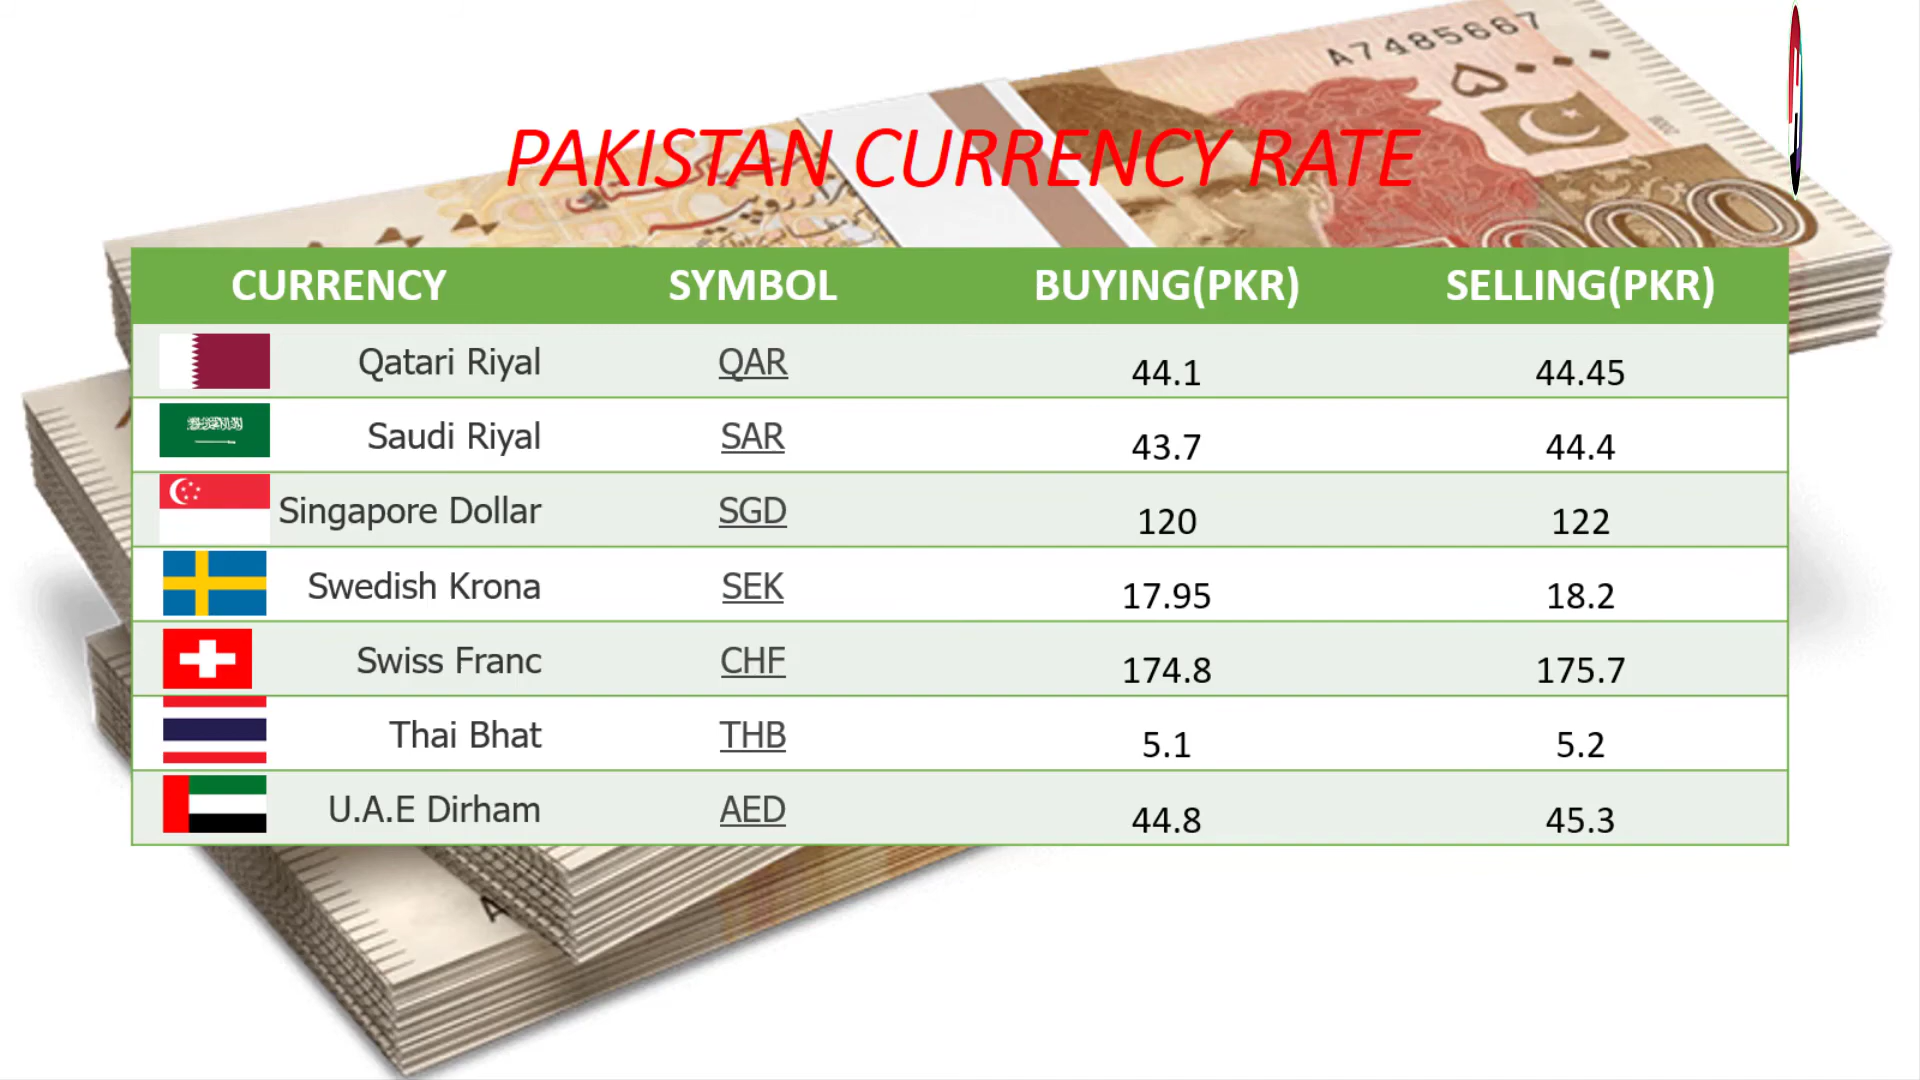 A7485667
۵۰۰۰
PAKISTAN CURRENCY RATE
CURRENCY SYMBOL BUYING(PKR) SELLING(PKR)
Qatari Riyal QAR 44.1 44.45
Saudi Riyal SAR 43.7 44.4
Singapore Dollar SGD 120 122
Swedish Krona SEK 17.95 18.2
Swiss Franc CHF 174.8 175.7
Thai Bhat THB 5.1 5.2
U.A.E Dirham AED 44.8 45.3